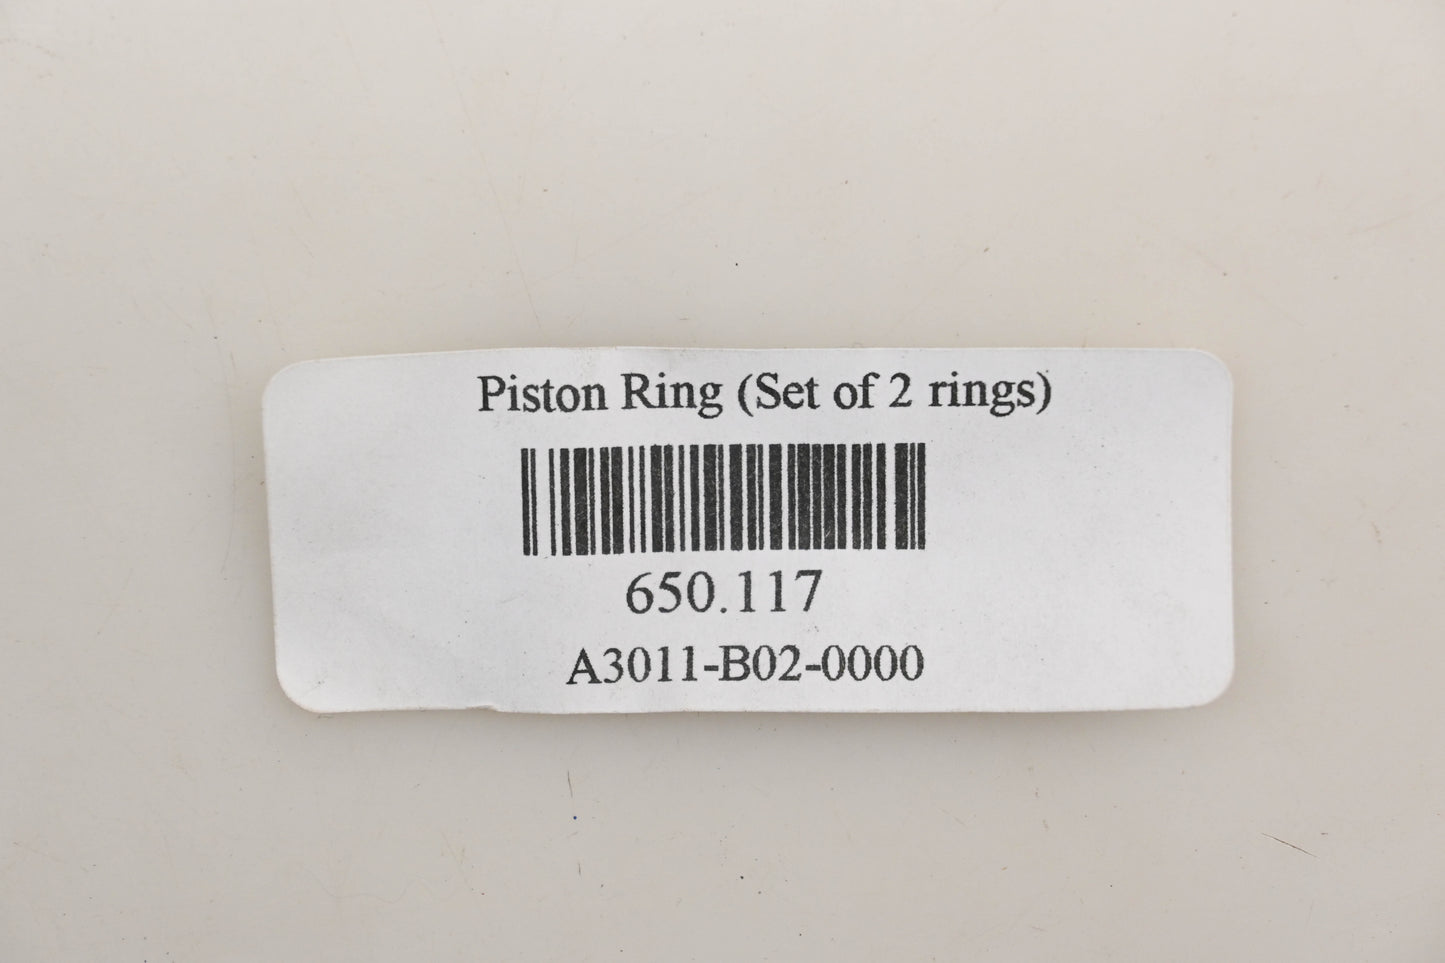 Piston Ring (Set of 2 rings)
650.117
A3011-B02-0000